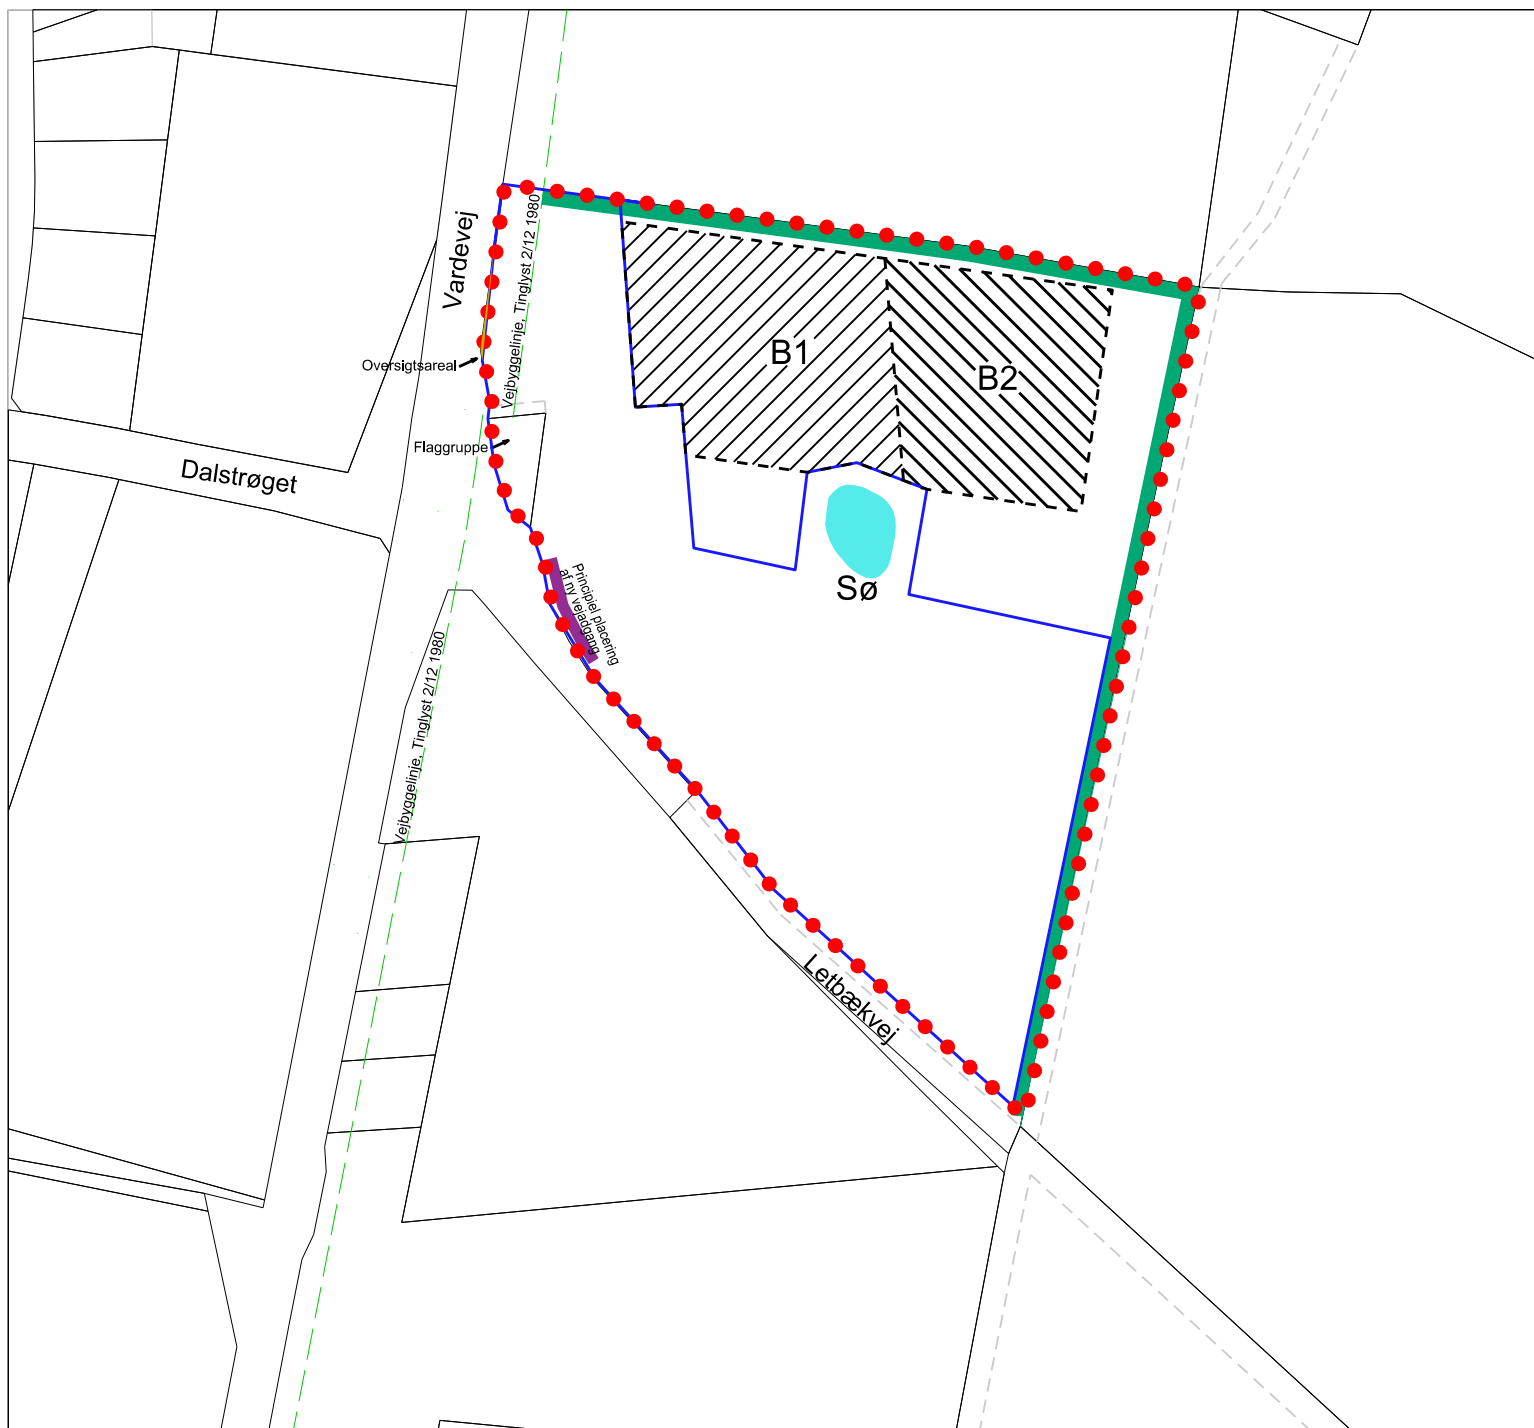 Vardevej
Vejbyggelinje, Tinglyst 2/12 1980
Oversigtsareal
B1
B2
Flaggruppe
Dalstrøget
Sø
Principiel placering
af ny vejadgang
Vejbyggelinje, Tinglyst 2/12 1980
Letbækvej